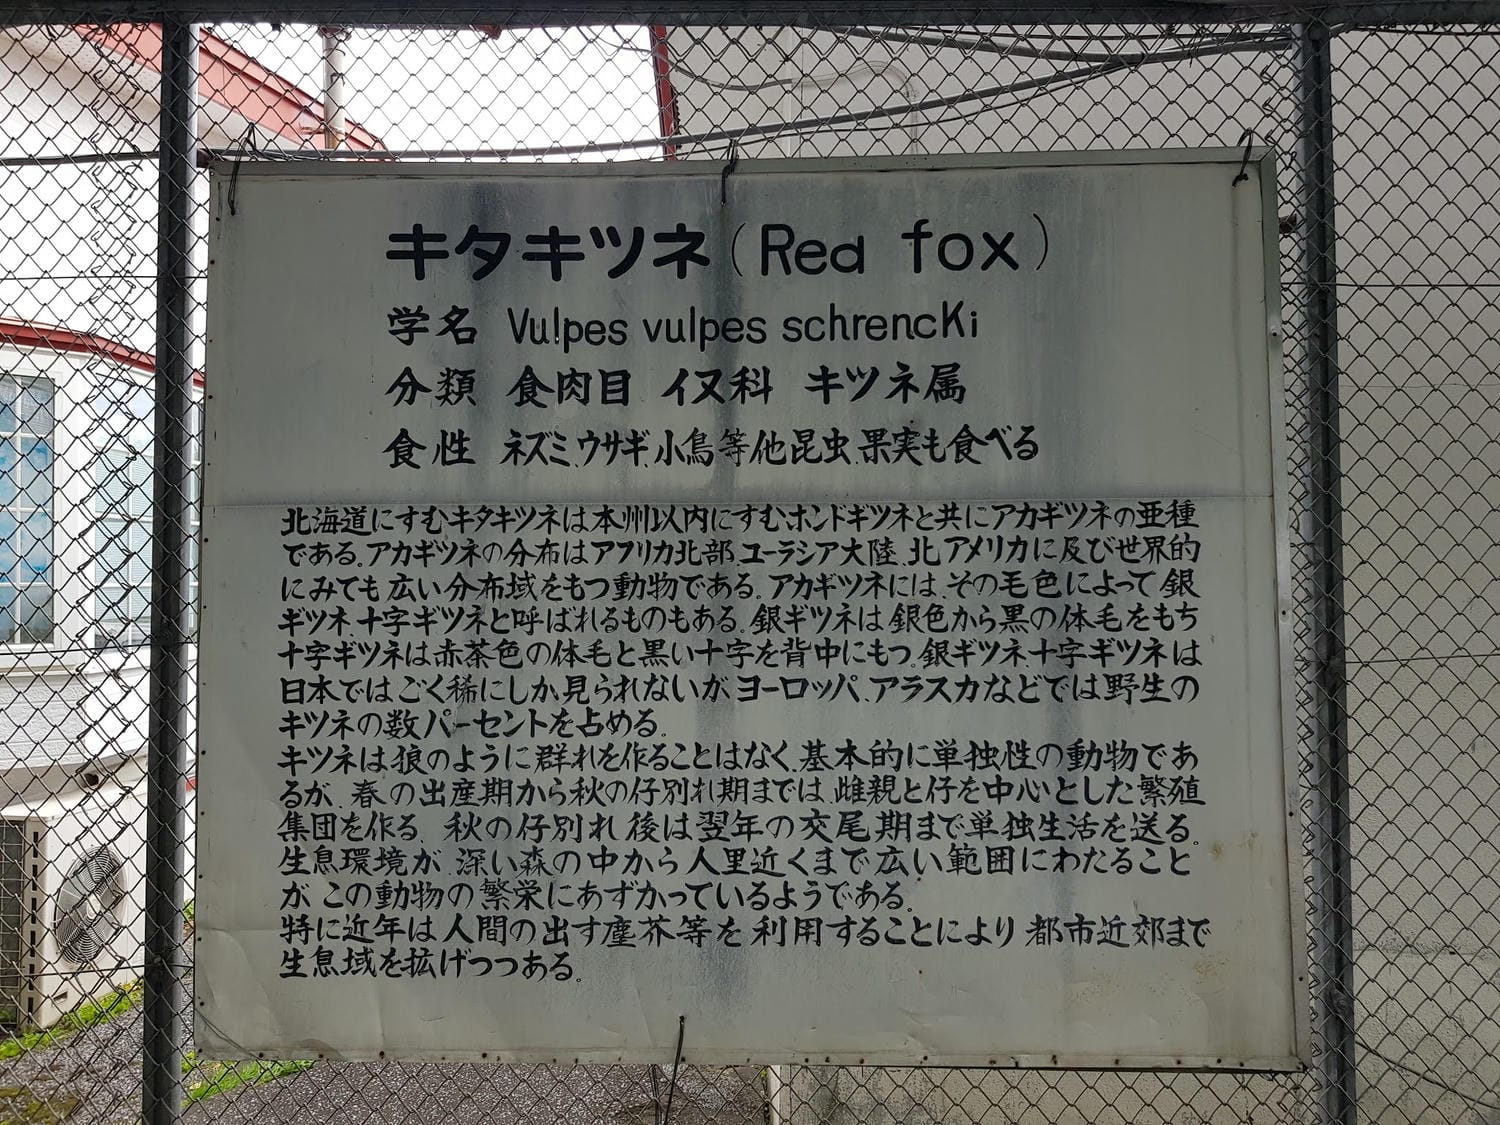 キタキツネ(Red fox)
学名 Vulpes vulpes schrencKi
分類 食肉目 イヌ科 キツネ属
食性 ネズミ、ウサギ、小鳥等他昆虫、果実も食べる
北海道にすむキタキツネは本州以内にすむホンドギツネと共にアカギツネの亜種
である。アカギツネの分布はアフリカ北部、ユーラシア大陸、北アメリカに及び世界的
にみても広い分布域をもつ動物である。アカギツネには、その毛色によって銀
ギツネ、十字ギツネと呼ばれるものもある。銀ギツネは銀色から黒の体毛をもち
十字ギツネは赤茶色の体毛と黒い十字を背中にもつ。銀ギツネ、十字ギツネは
日本ではごく稀にしか見られないが、ヨーロッパ、アラスカなどでは野生の
キツネの数パーセントを占める。
キツネは狼のように群れを作ることはなく、基本的に単独性の動物であ
るが、春の出産期から秋の仔別れ期までは、雌親と仔を中心とした繁殖
集団を作る、秋の仔別れ後は翌年の交尾期まで単独生活を送る。
生息環境が、深い森の中から人里近くまで広い範囲にわたること
が、この動物の繁栄にあずかっているようである。
特に近年は人間の出す塵芥等を利用することにより都市近郊まで
生息域を拡げつつある。